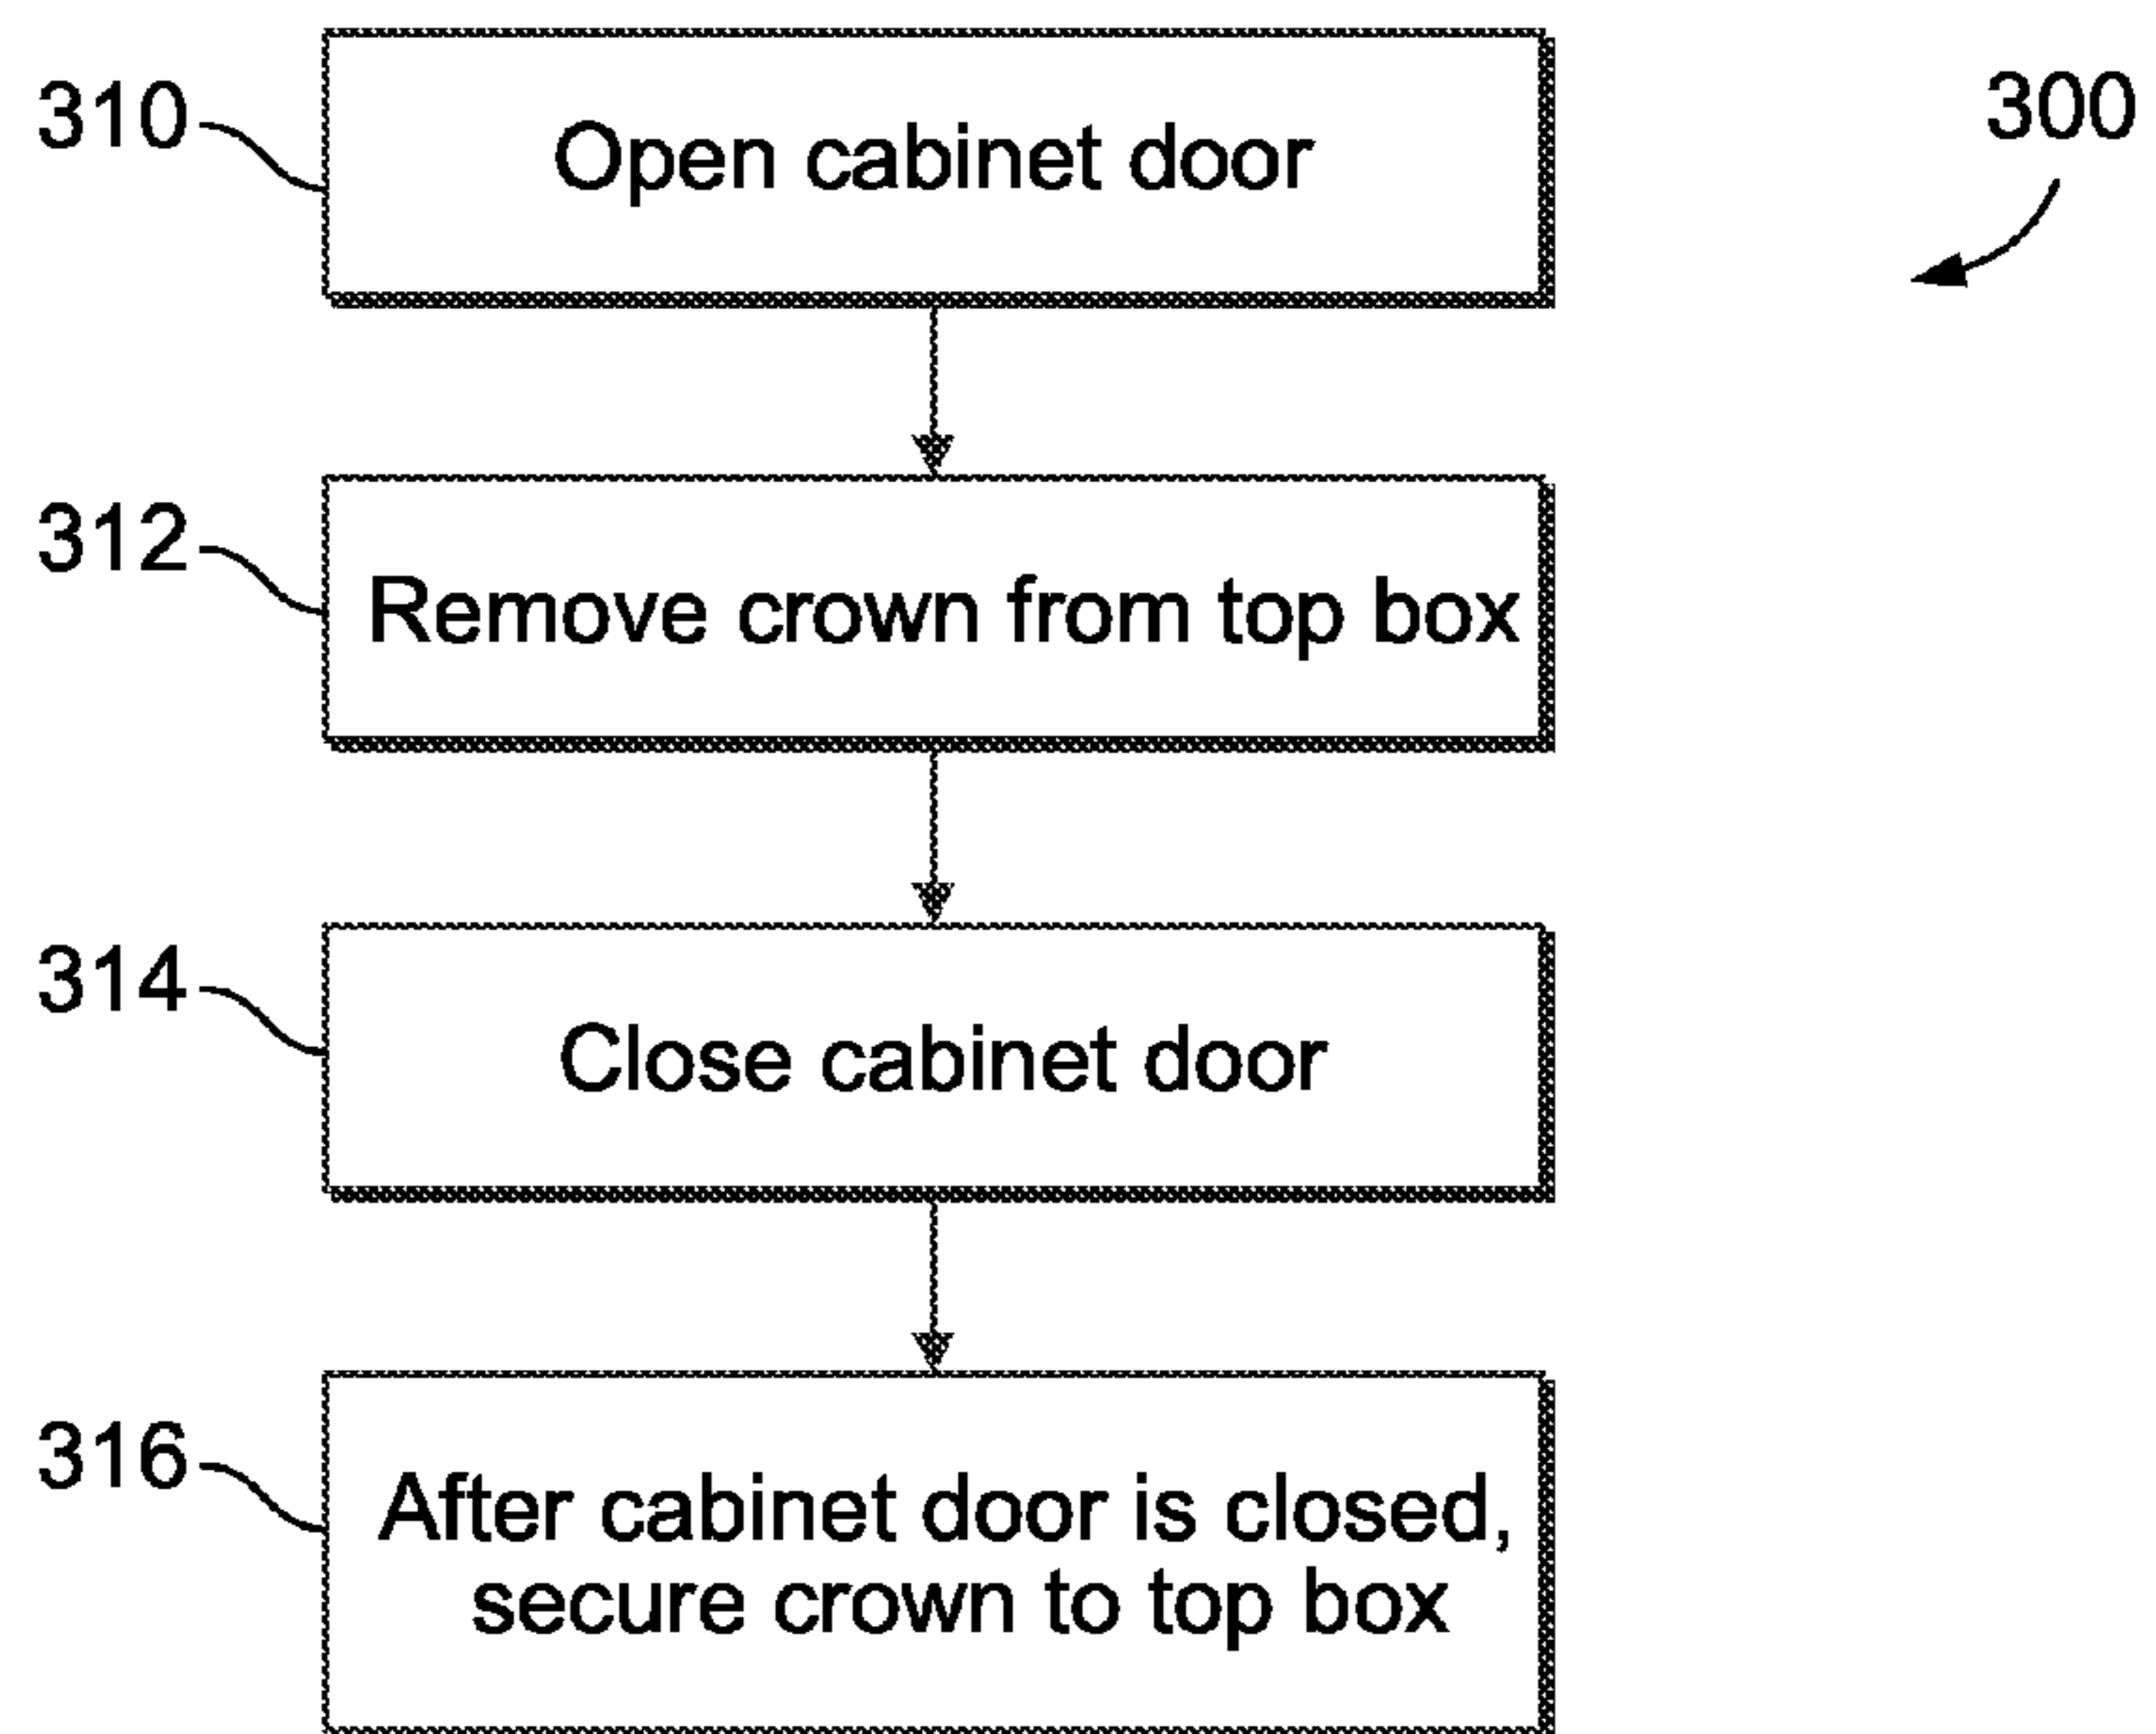 310
Open cabinet door
300
312
Remove crown from top box
314
Close cabinet door
316
After cabinet door is closed,
secure crown to top box